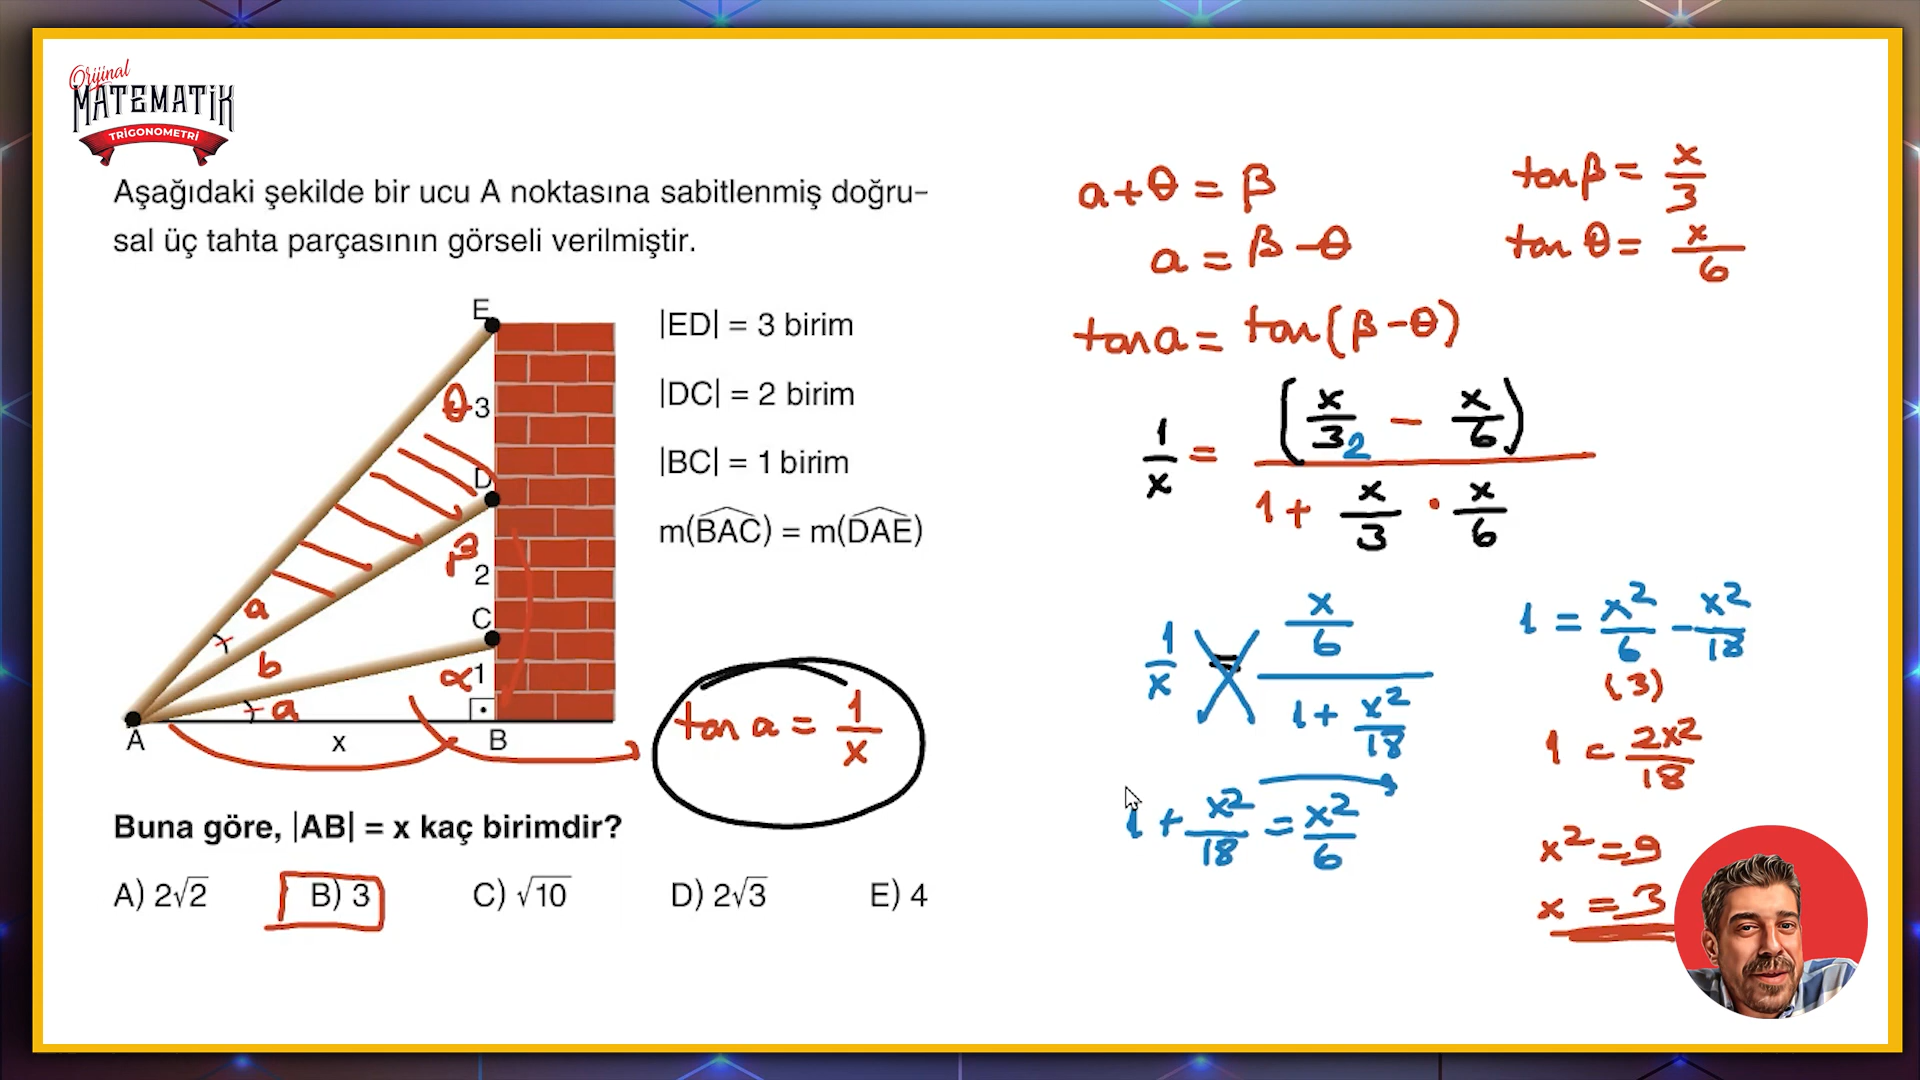 Orijinal
MATEMATİK
TRİGONOMETRİ
Aşağıdaki şekilde bir ucu A noktasına sabitlenmiş doğru-
sal üç tahta parçasının görseli verilmiştir.
E
θ 3
D
β
2
C
α 1
a
b
a
A x B
|ED| = 3 birim
|DC| = 2 birim
|BC| = 1 birim
m(BAC) = m(DAE)
tan a = 1/x
Buna göre, |AB| = x kaç birimdir?
A) 2√2 B) 3 C) √10 D) 2√3 E) 4
a + θ = β
a = β - θ
tan β = x/3
tan θ = x/6
tan a = tan(β - θ)
1/x = (x/3 - x/6) / 1 + x/3 · x/6
2
1/x = x/6 / 1 + x²/18
1 + x²/18 = x²/6
1 = x²/6 - x²/18
(3)
1 = 2x²/18
x² = 9
x = 3